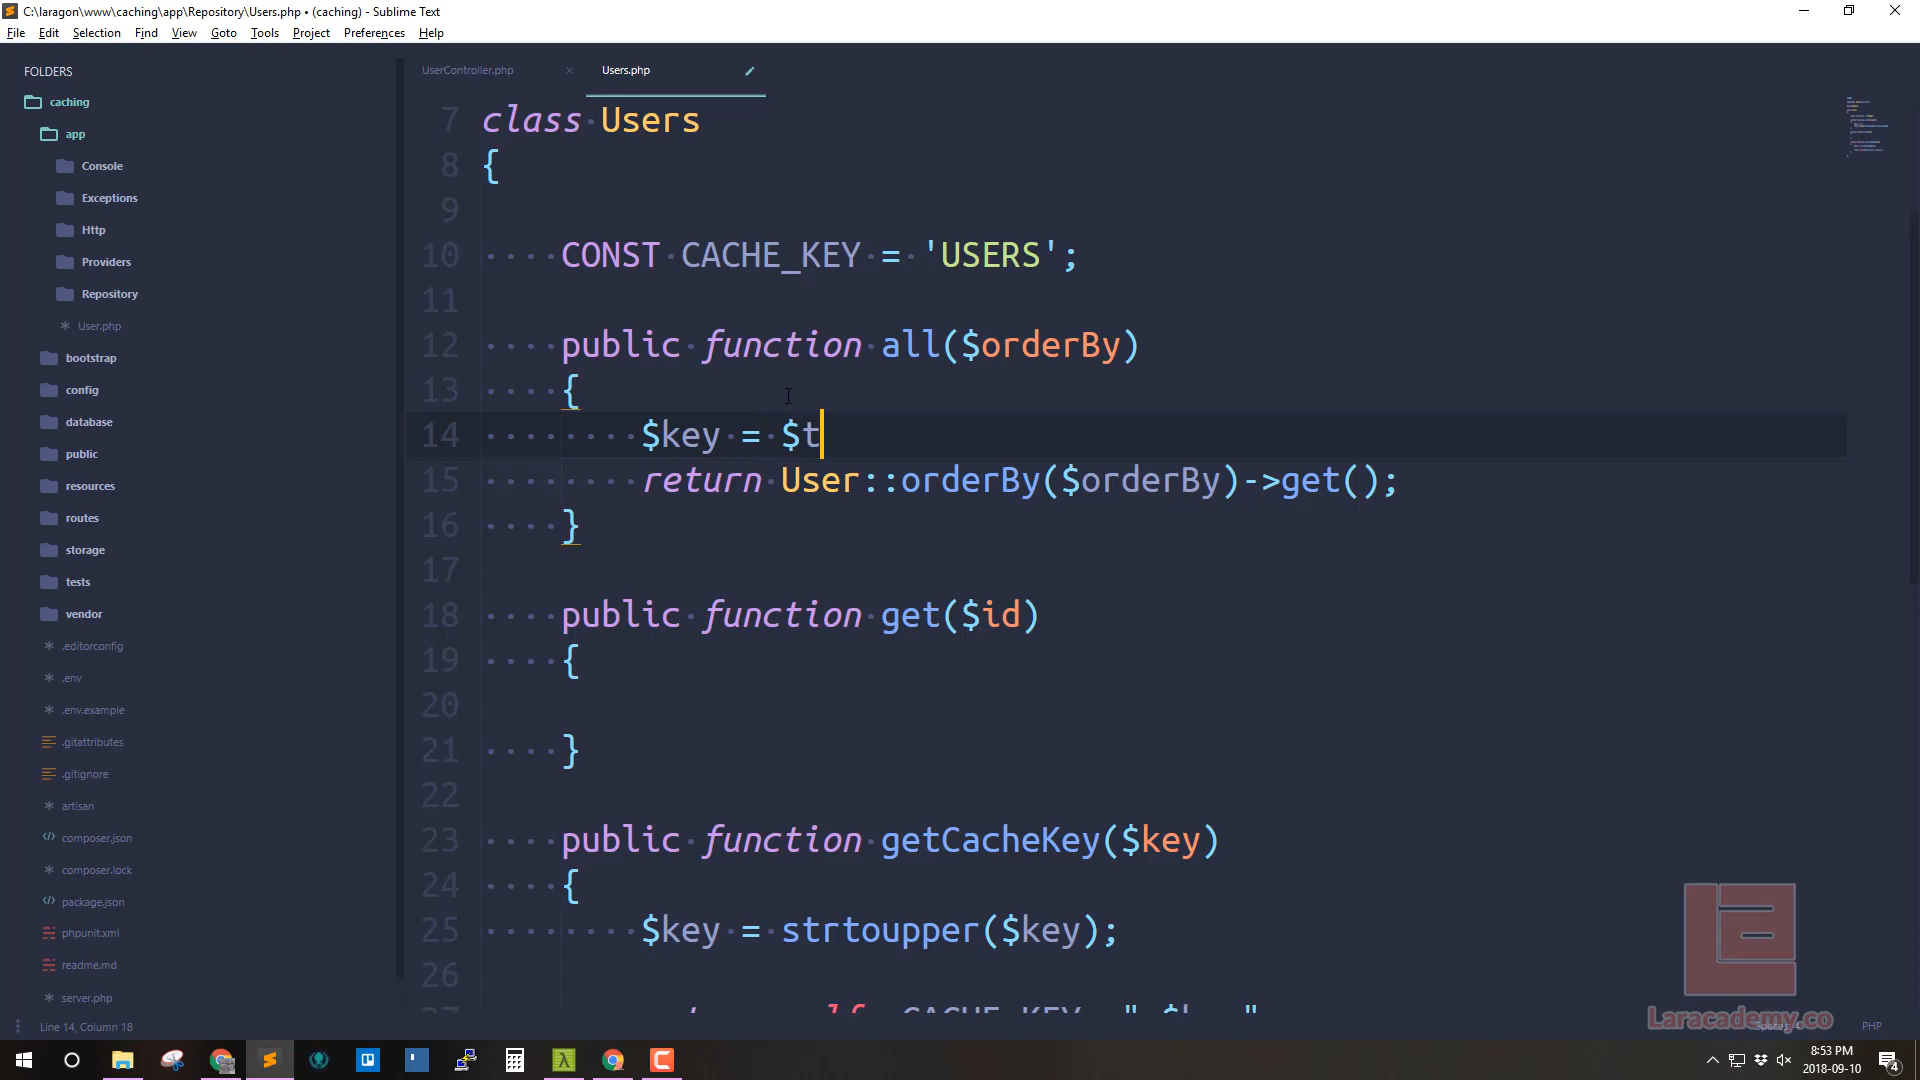 C:\laragon\www\caching\app\Repository\Users.php • (caching) - Sublime Text
File Edit Selection Find View Goto Tools Project Preferences Help
FOLDERS
caching
app
Console
Exceptions
Http
Providers
Repository
User.php
bootstrap
config
database
public
resources
routes
storage
tests
vendor
.editorconfig
.env
.env.example
.gitattributes
.gitignore
artisan
composer.json
composer.lock
package.json
phpunit.xml
readme.md
server.php
UserController.php
Users.php
7 class Users
8 {
9
10 CONST CACHE_KEY = 'USERS';
11
12 public function all($orderBy)
13 {
14 $key = $t
15 return User::orderBy($orderBy)->get();
16 }
17
18 public function get($id)
19 {
20
21 }
22
23 public function getCacheKey($key)
24 {
25 $key = strtoupper($key);
26
Laracademy.co
Line 14, Column 18
Spaces: 4
PHP
8:53 PM
2018-09-10
4